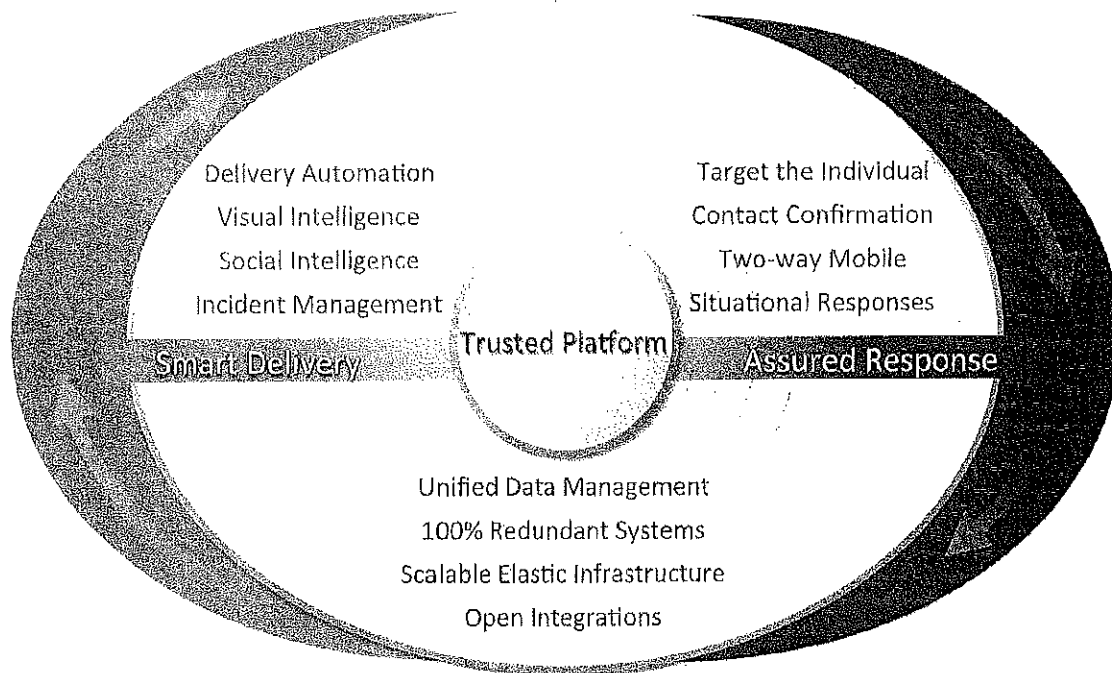 Delivery Automation
Visual Intelligence
Social Intelligence
Incident Management
Smart Delivery
Target the Individual
Contact Confirmation
Two-way Mobile
Situational Responses
Assured Response
Trusted Platform
Unified Data Management
100% Redundant Systems
Scalable Elastic Infrastructure
Open Integrations